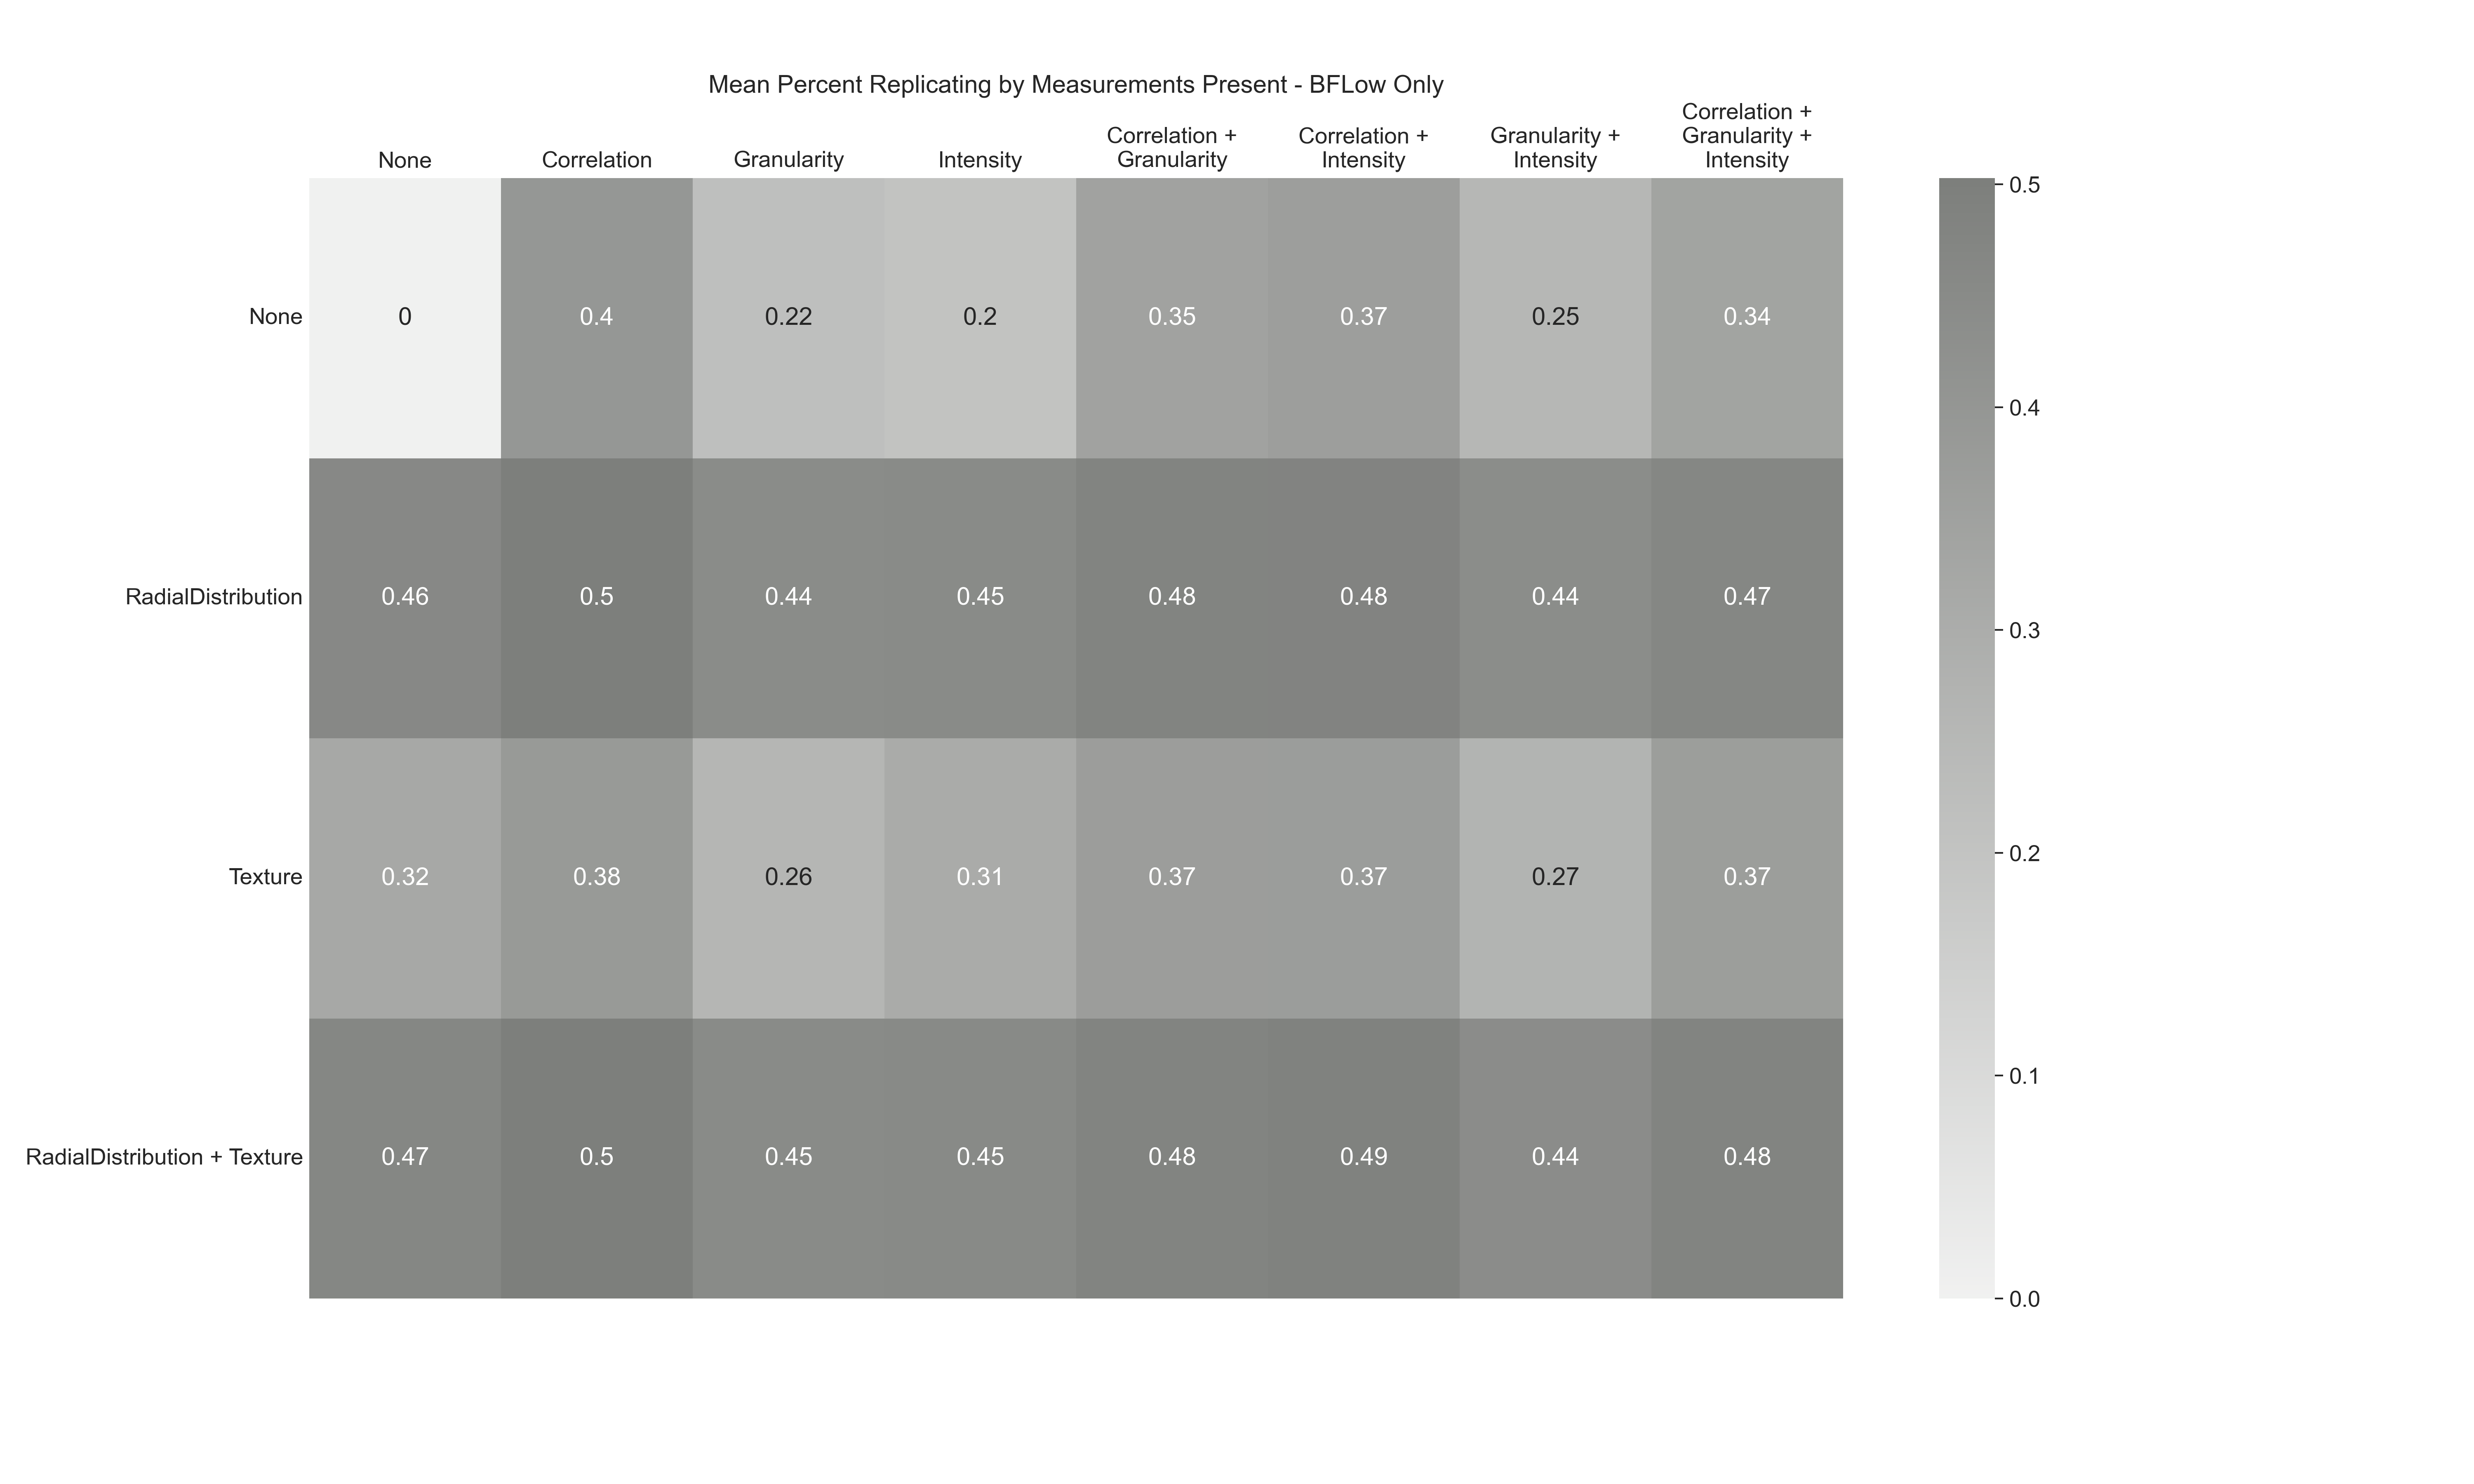 Mean Percent Replicating by Measurements Present - BFLow Only
None
Correlation
Granularity
Intensity
Correlation +
Granularity
Correlation +
Intensity
Granularity +
Intensity
Correlation +
Granularity +
Intensity
None 0 0.4 0.22 0.2 0.35 0.37 0.25 0.34
RadialDistribution 0.46 0.5 0.44 0.45 0.48 0.48 0.44 0.47
Texture 0.32 0.38 0.26 0.31 0.37 0.37 0.27 0.37
RadialDistribution + Texture 0.47 0.5 0.45 0.45 0.48 0.49 0.44 0.48
0.5
0.4
0.3
0.2
0.1
0.0